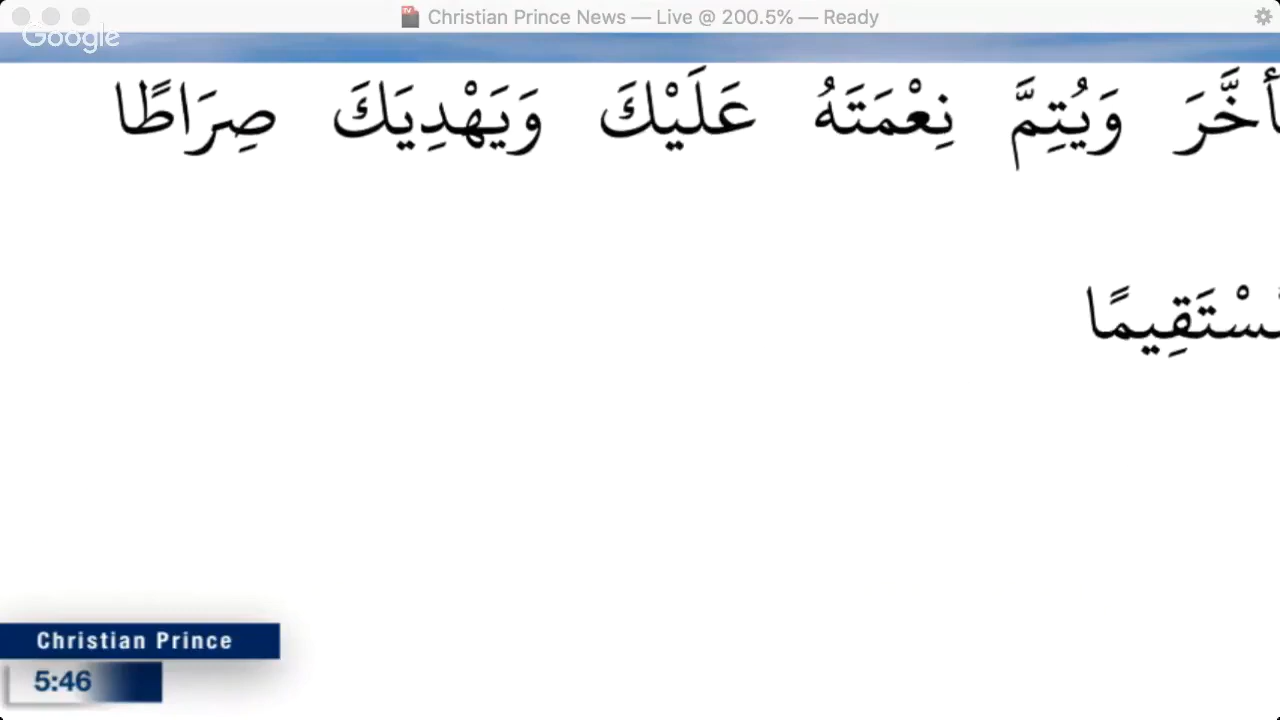 Christian Prince News — Live @ 200.5% — Ready
Google
أخَّرَ وَيُتِمَّ نِعْمَتَهُ عَلَيْكَ وَيَهْدِيَكَ صِرَاطًا
سْتَقِيمًا
Christian Prince
5:46